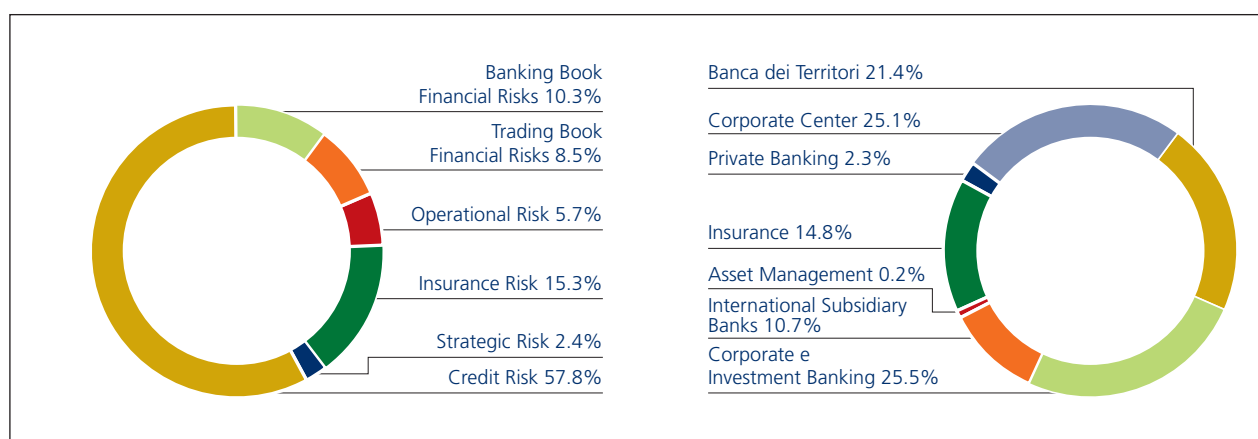 Banking Book
Financial Risks 10.3%
Trading Book
Financial Risks 8.5%
Operational Risk 5.7%
Insurance Risk 15.3%
Strategic Risk 2.4%
Credit Risk 57.8%
Banca dei Territori 21.4%
Corporate Center 25.1%
Private Banking 2.3%
Insurance 14.8%
Asset Management 0.2%
International Subsidiary
Banks 10.7%
Corporate e
Investment Banking 25.5%